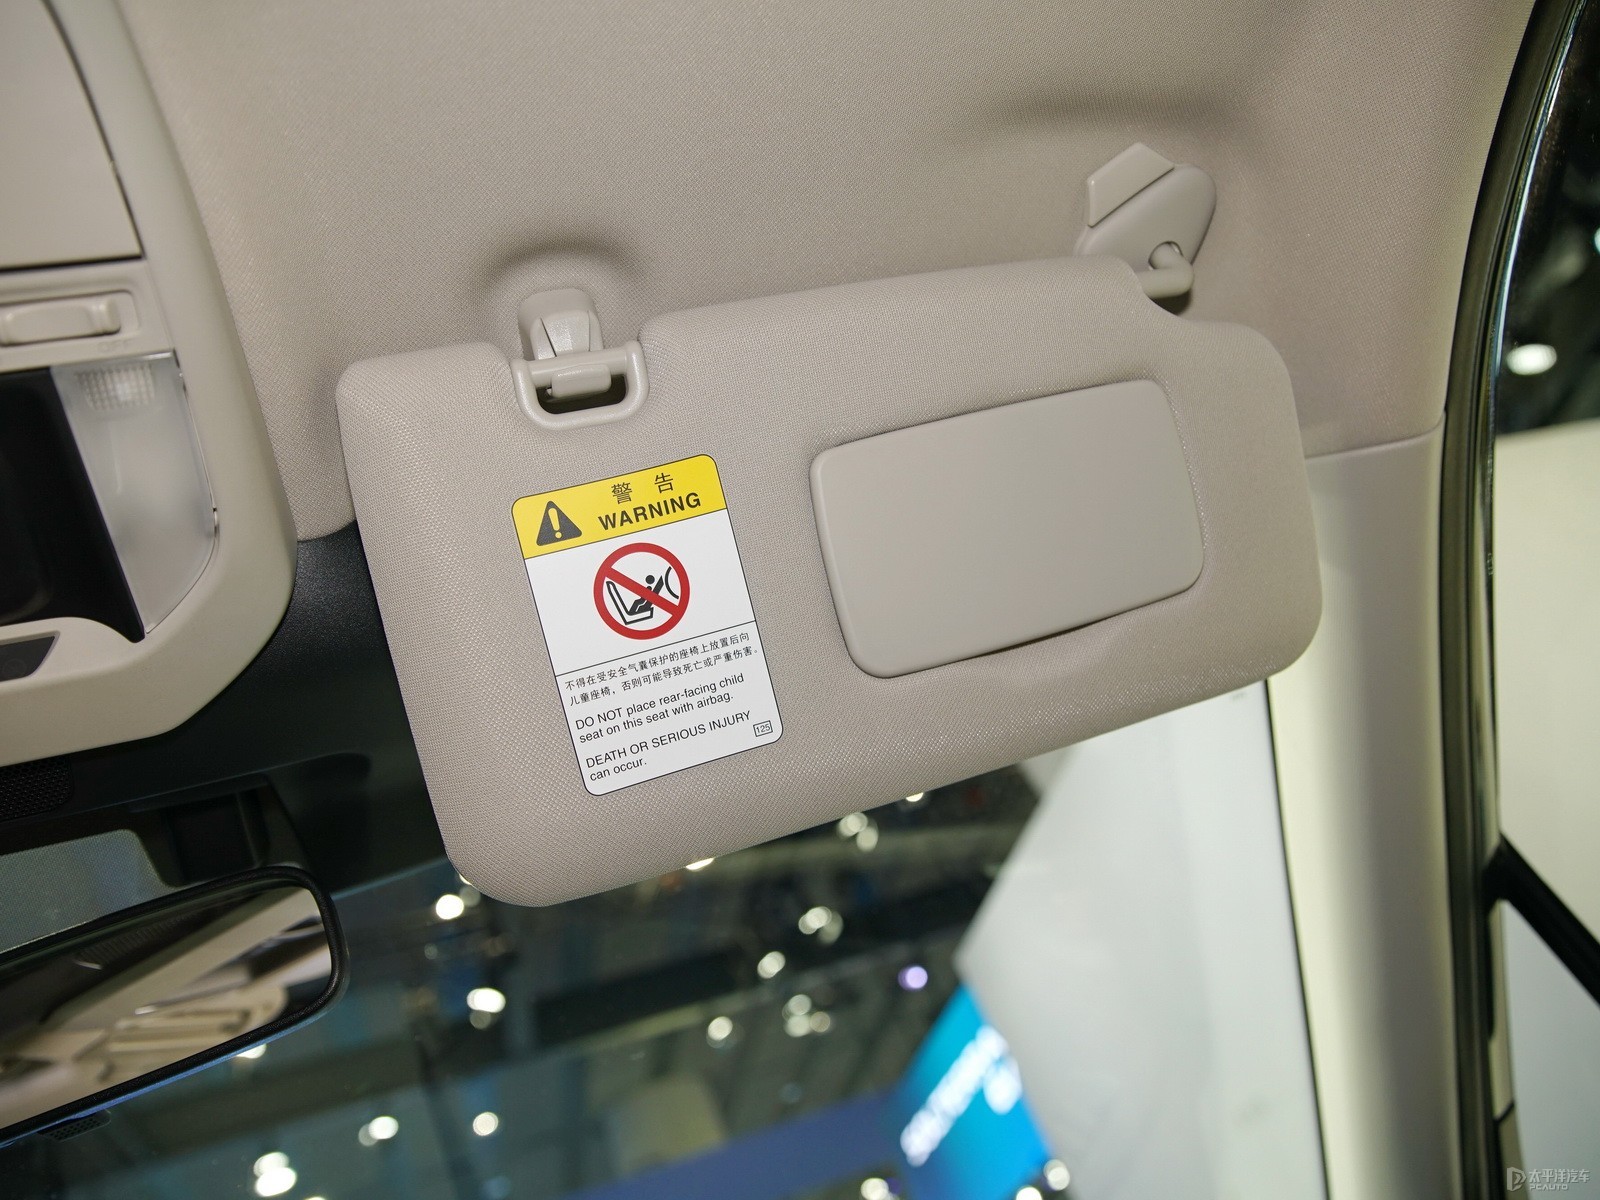 警 告
WARNING
不得在受安全气囊保护的座椅上放置后向
儿童座椅，否则可能导致死亡或严重伤害。
DO NOT place rear-facing child
seat on this seat with airbag.
DEATH OR SERIOUS INJURY
can occur.
125
太平洋汽车
PCAUTO